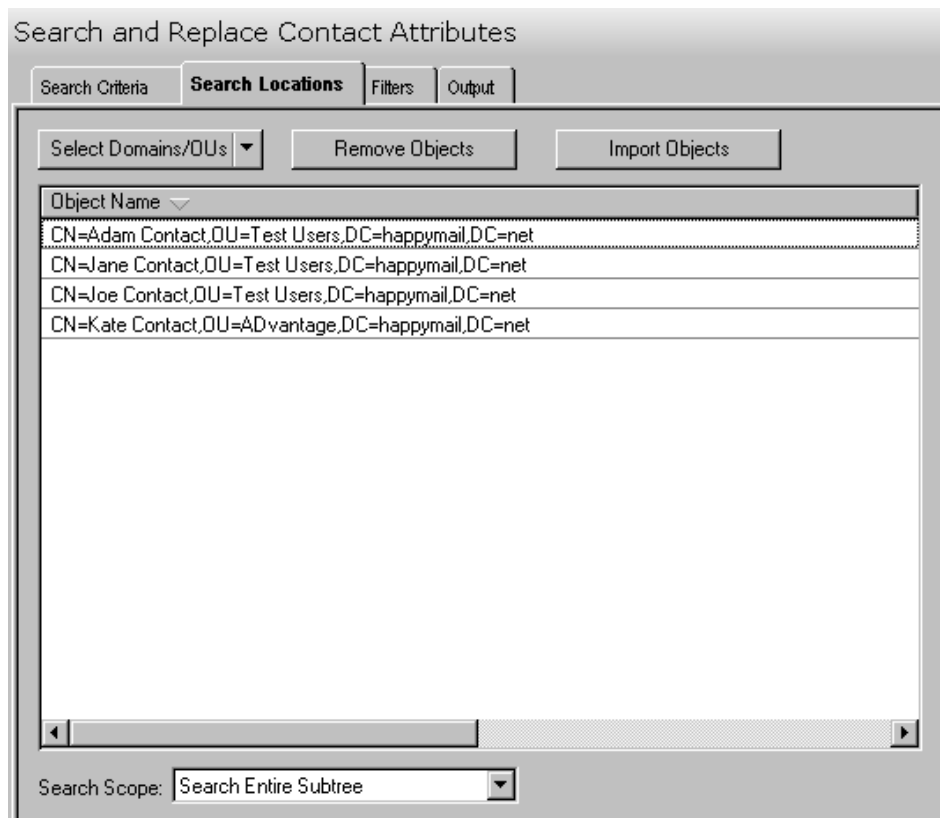 Search and Replace Contact Attributes
Search Criteria Search Locations Filters Output
Select Domains/OUs Remove Objects Import Objects
Object Name
CN=Adam Contact,OU=Test Users,DC=happymail,DC=net
CN=Jane Contact,OU=Test Users,DC=happymail,DC=net
CN=Joe Contact,OU=Test Users,DC=happymail,DC=net
CN=Kate Contact,OU=ADvantage,DC=happymail,DC=net
Search Scope: Search Entire Subtree